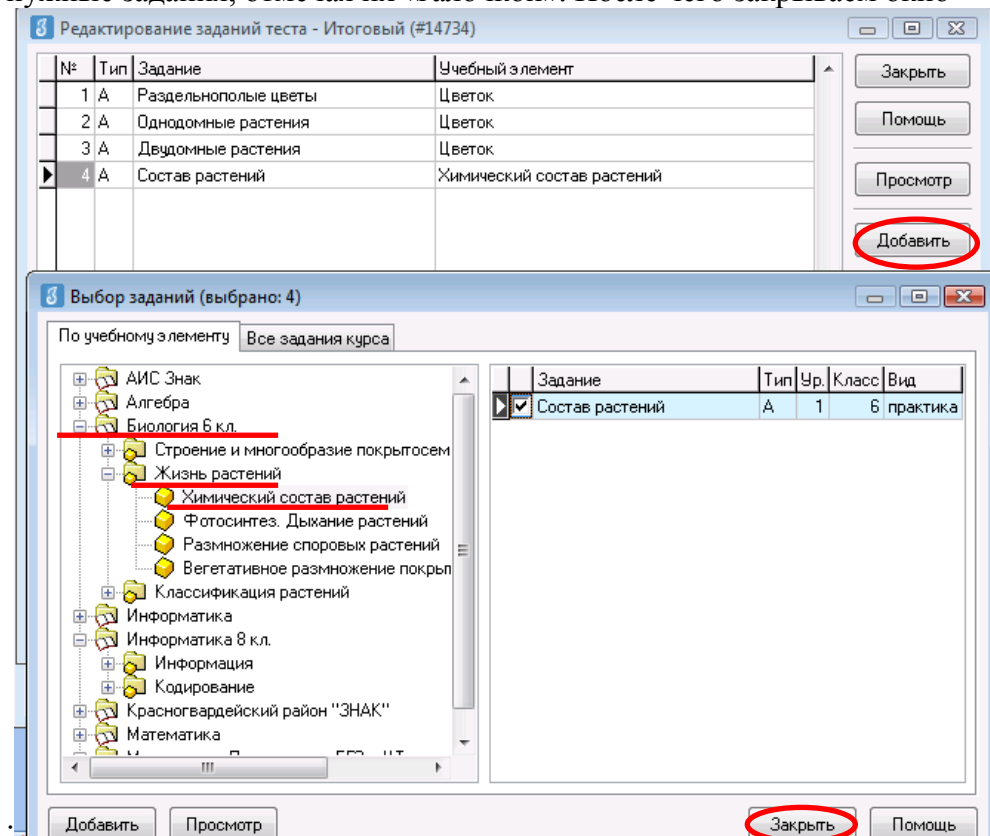 Редактирование заданий теста - Итоговый (#14734)
№ Тип Задание Учебный элемент
1 А Раздельнополые цветы Цветок
2 А Однодомные растения Цветок
3 А Двудомные растения Цветок
4 А Состав растений Химический состав растений
Закрыть
Помощь
Просмотр
Добавить
Выбор заданий (выбрано: 4)
По учебному элементу Все задания курса
АИС Знак
Алгебра
Биология 6 кл.
Строение и многообразие покрытосем
Жизнь растений
Химический состав растений
Фотосинтез. Дыхание растений
Размножение споровых растений
Вегетативное размножение покрып
Классификация растений
Информатика
Информатика 8 кл.
Информация
Кодирование
Красногвардейский район "ЗНАК"
Математика
Задание Тип Ур. Класс Вид
Состав растений А 1 6 практика
. Добавить Просмотр Закрыть Помощь